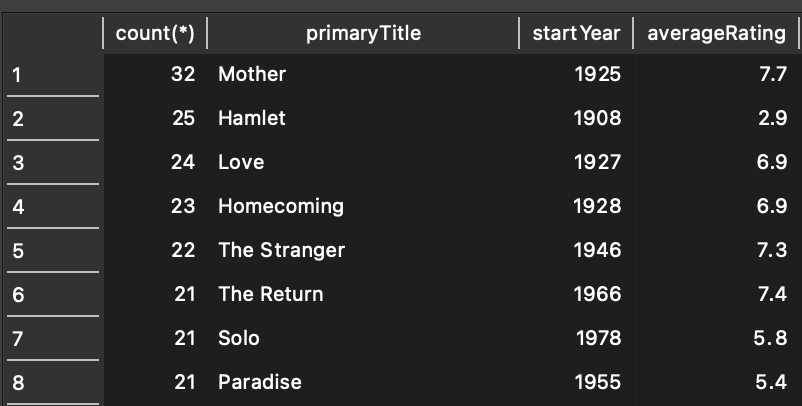 count(*) primaryTitle startYear averageRating
1 32 Mother 1925 7.7
2 25 Hamlet 1908 2.9
3 24 Love 1927 6.9
4 23 Homecoming 1928 6.9
5 22 The Stranger 1946 7.3
6 21 The Return 1966 7.4
7 21 Solo 1978 5.8
8 21 Paradise 1955 5.4